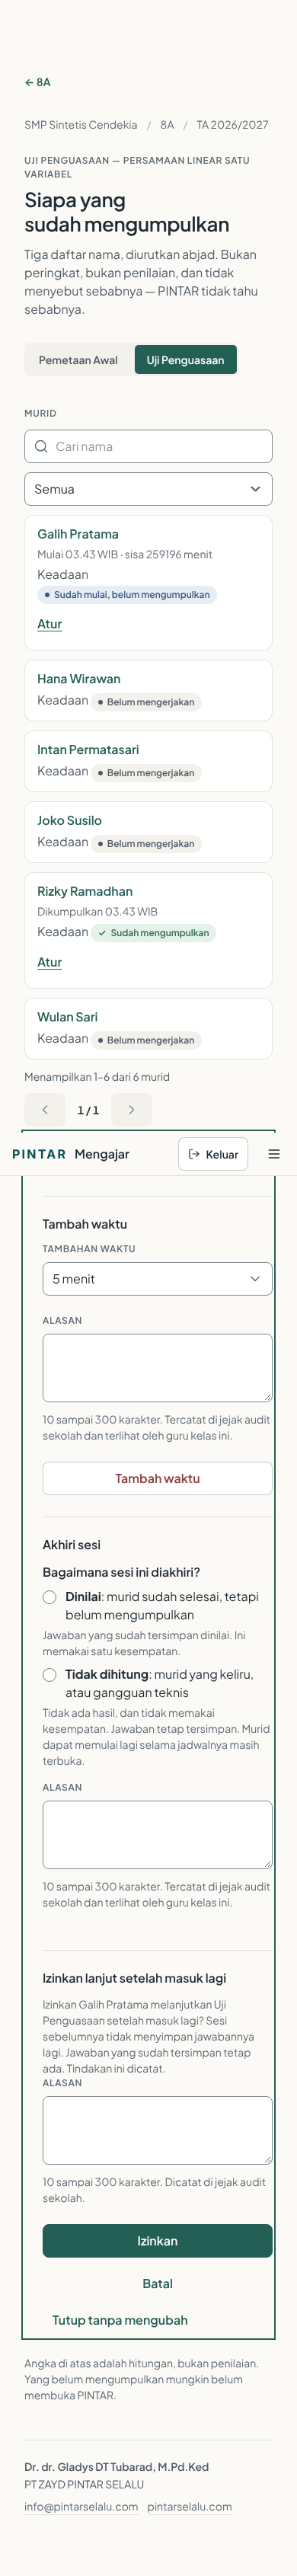 ← 8A
SMP Sintetis Cendekia / 8A / TA 2026/2027
UJI PENGUASAAN — PERSAMAAN LINEAR SATU
VARIABEL
Siapa yang
sudah mengumpulkan
Tiga daftar nama, diurutkan abjad. Bukan
peringkat, bukan penilaian, dan tidak
menyebut sebabnya — PINTAR tidak tahu
sebabnya.
Pemetaan Awal Uji Penguasaan
MURID
Cari nama
Semua
Galih Pratama
Mulai 03.43 WIB · sisa 259196 menit
Keadaan
Sudah mulai, belum mengumpulkan
Atur
Hana Wirawan
Keadaan Belum mengerjakan
Intan Permatasari
Keadaan Belum mengerjakan
Joko Susilo
Keadaan Belum mengerjakan
Rizky Ramadhan
Dikumpulkan 03.43 WIB
Keadaan ✓ Sudah mengumpulkan
Atur
Wulan Sari
Keadaan Belum mengerjakan
Menampilkan 1–6 dari 6 murid
1/1
PINTAR Mengajar Keluar
Tambah waktu
TAMBAHAN WAKTU
5 menit
ALASAN
10 sampai 300 karakter. Tercatat di jejak audit
sekolah dan terlihat oleh guru kelas ini.
Tambah waktu
Akhiri sesi
Bagaimana sesi ini diakhiri?
Dinilai: murid sudah selesai, tetapi
belum mengumpulkan
Jawaban yang sudah tersimpan dinilai. Ini
memakai satu kesempatan.
Tidak dihitung: murid yang keliru,
atau gangguan teknis
Tidak ada hasil, dan tidak memakai
kesempatan. Jawaban tetap tersimpan. Murid
dapat memulai lagi selama jadwalnya masih
terbuka.
ALASAN
10 sampai 300 karakter. Tercatat di jejak audit
sekolah dan terlihat oleh guru kelas ini.
Izinkan lanjut setelah masuk lagi
Izinkan Galih Pratama melanjutkan Uji
Penguasaan setelah masuk lagi? Sesi
sebelumnya tidak menyimpan jawabannya
lagi. Jawaban yang sudah tersimpan tetap
ada. Tindakan ini dicatat.
ALASAN
10 sampai 300 karakter. Dicatat di jejak audit
sekolah.
Izinkan
Batal
Tutup tanpa mengubah
Angka di atas adalah hitungan, bukan penilaian.
Yang belum mengumpulkan mungkin belum
membuka PINTAR.
Dr. dr. Gladys DT Tubarad, M.Pd.Ked
PT ZAYD PINTAR SELALU
info@pintarselalu.com pintarselalu.com